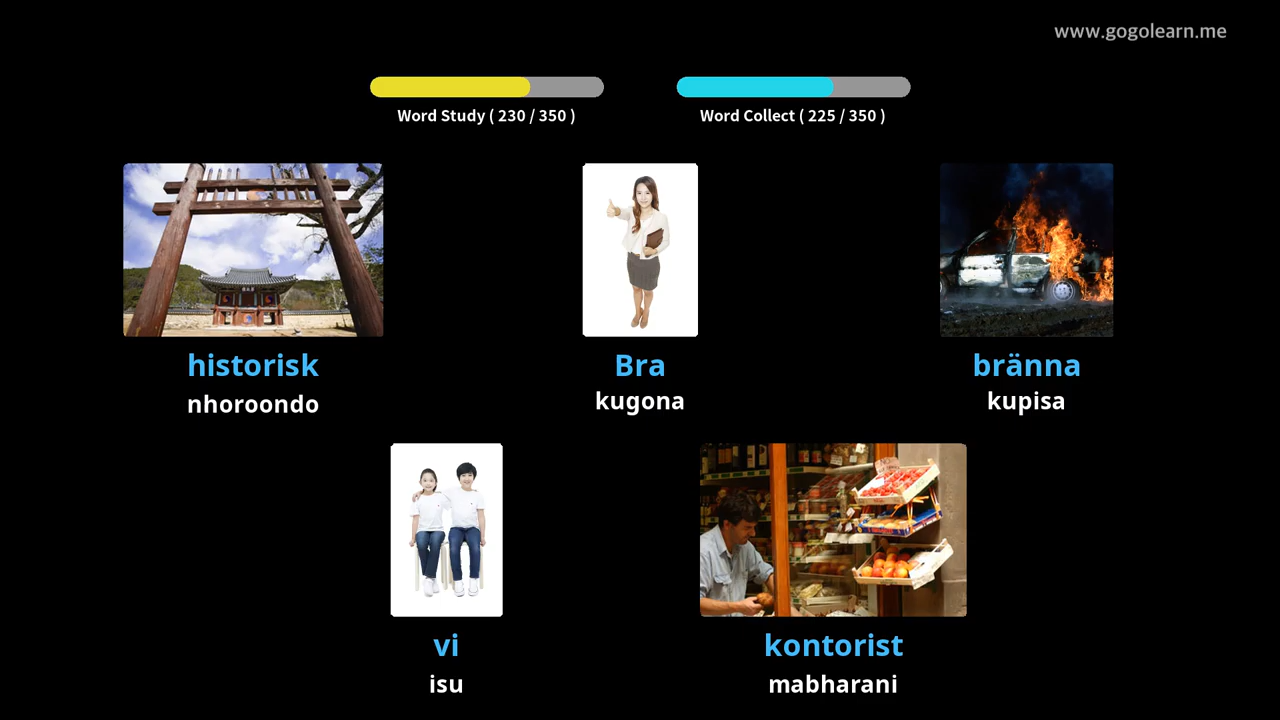 www.gogolearn.me
Word Study ( 230 / 350 )
Word Collect ( 225 / 350 )
historisk
nhoroondo
Bra
kugona
bränna
kupisa
vi
isu
kontorist
mabharani